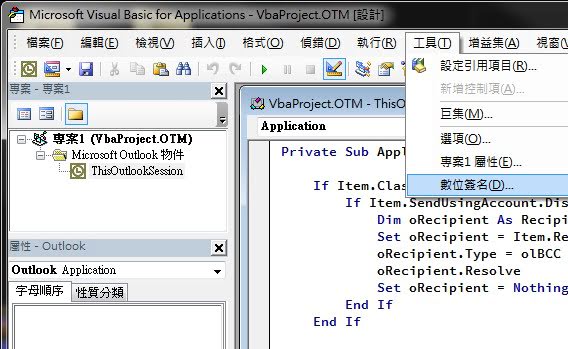 Microsoft Visual Basic for Applications - VbaProject.OTM [設計]
檔案(F) 編輯(E) 檢視(V) 插入(I) 格式(O) 偵錯(D) 執行(R) 工具(T) 增益集(A) 視窗
設定引用項目(R)...
新增控制項(A)...
巨集(M)...
選項(O)...
專案1 屬性(E)...
數位簽名(D)...
專案 - 專案1
專案1 (VbaProject.OTM)
Microsoft Outlook 物件
ThisOutlookSession
屬性 - Outlook
Outlook Application
字母順序 性質分類
VbaProject.OTM - ThisO
Application
Private Sub Appl
If Item.Clas
If Item.SendUsingAccount.Dis
Dim oRecipient As Recipi
Set oRecipient = Item.Re
oRecipient.Type = olBCC
oRecipient.Resolve
Set oRecipient = Nothing
End If
End If